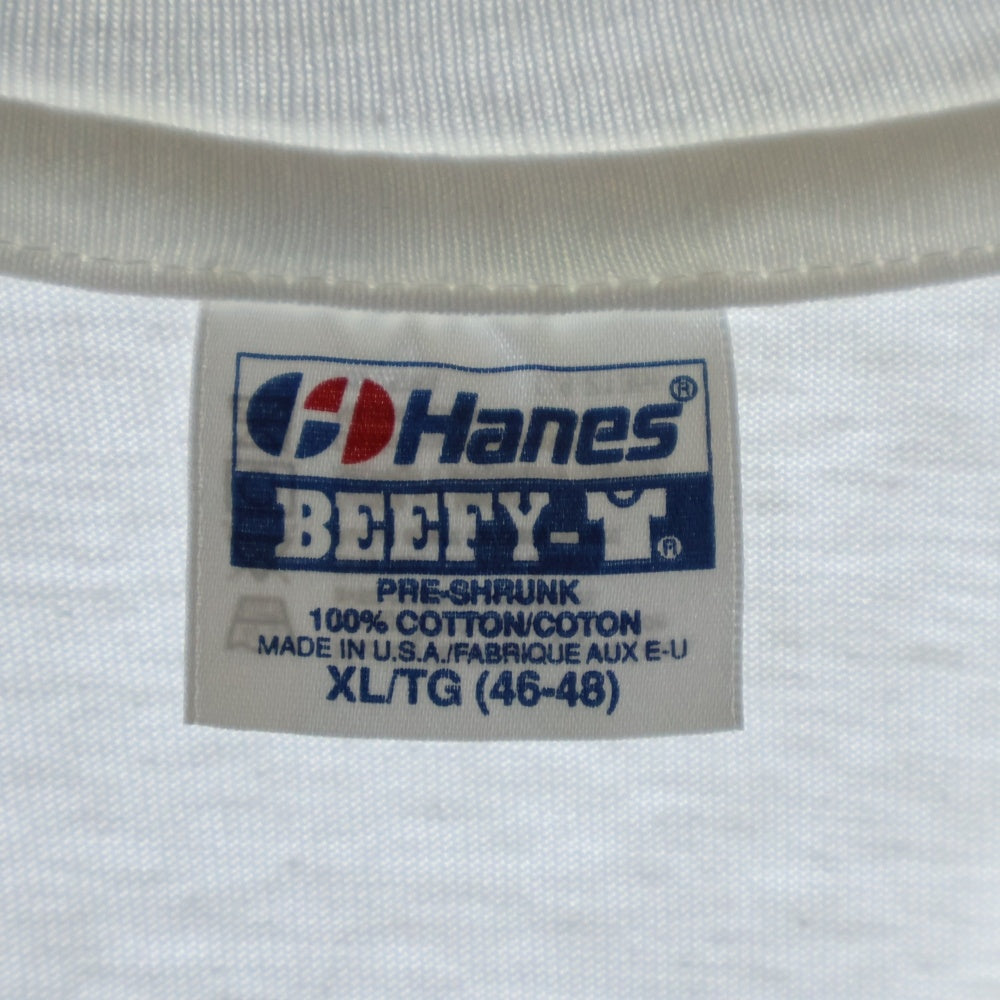 Hanes®
BEEFY-T®
PRE-SHRUNK
100% COTTON/COTON
MADE IN U.S.A./FABRIQUE AUX E-U
XL/TG (46-48)